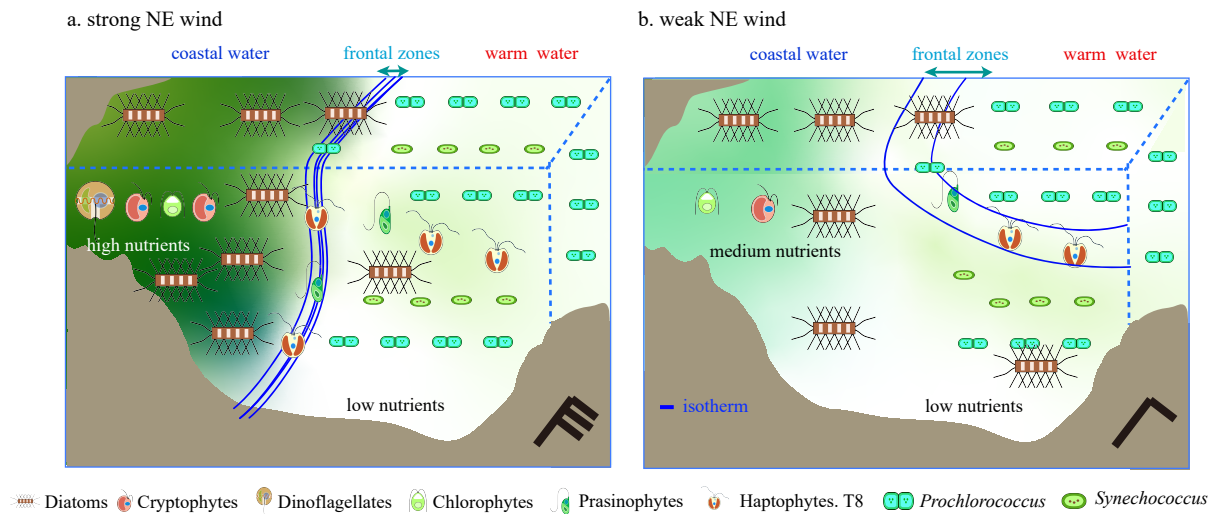 a. strong NE wind
coastal water
frontal zones
warm water
high nutrients
low nutrients
b. weak NE wind
coastal water
frontal zones
warm water
medium nutrients
isotherm
low nutrients
Diatoms Cryptophytes Dinoflagellates Chlorophytes Prasinophytes Haptophytes. T8 Prochlorococcus Synechococcus